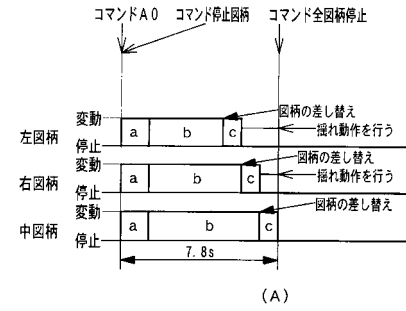 コマンドA0 コマンド停止図柄 コマンド全図柄停止
図柄の差し替え
変動
左図柄 a b c 揺れ動作を行う
停止
図柄の差し替え
変動
右図柄 a b c 揺れ動作を行う
停止
図柄の差し替え
変動
中図柄 a b c
停止
7.8s
(A)